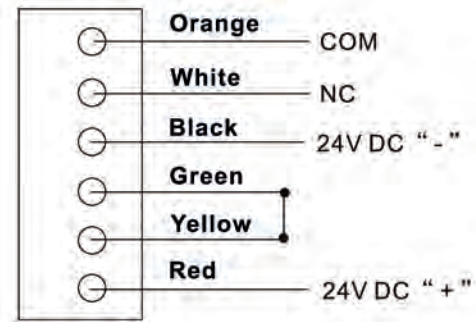 Orange COM
White NC
Black 24V DC “ - ”
Green
Yellow
Red 24V DC “ + ”